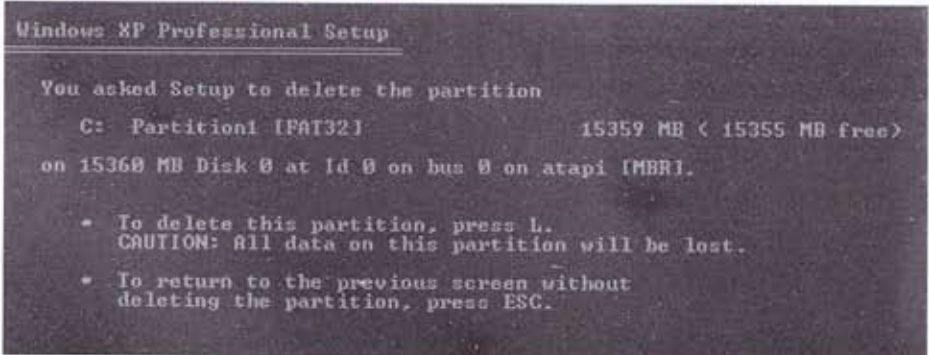 Windows XP Professional Setup
You asked Setup to delete the partition
C: Partition1 [FAT32] 15359 MB ( 15355 MB free)
on 15360 MB Disk 0 at Id 0 on bus 0 on atapi [MBR].
• To delete this partition, press L.
CAUTION: All data on this partition will be lost.
• To return to the previous screen without
deleting the partition, press ESC.